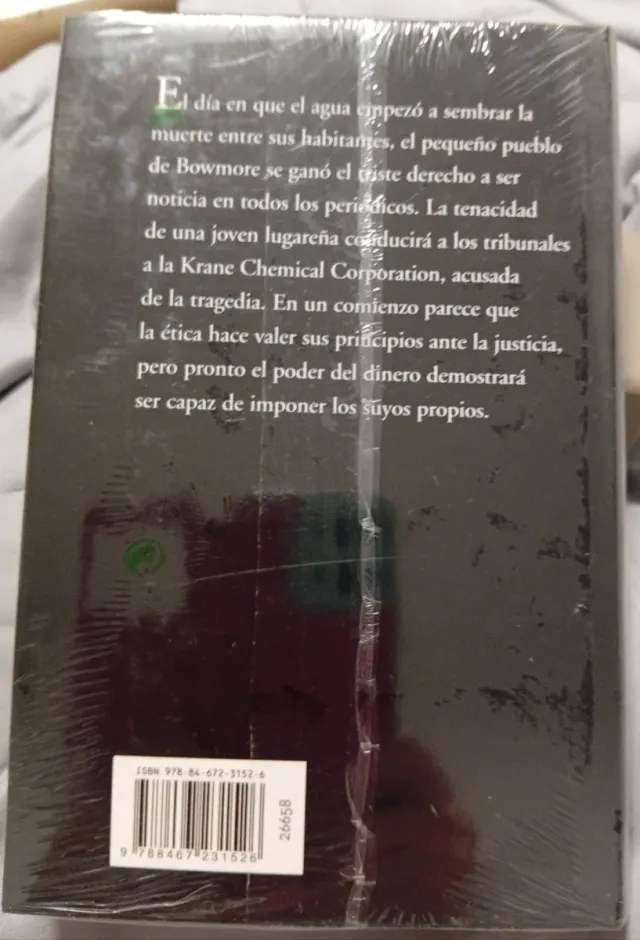 El día en que el agua empezó a sembrar la
muerte entre sus habitantes, el pequeño pueblo
de Bowmore se ganó el triste derecho a ser
noticia en todos los periódicos. La tenacidad
de una joven lugareña conducirá a los tribunales
a la Krane Chemical Corporation, acusada
de la tragedia. En un comienzo parece que
la ética hace valer sus principios ante la justicia,
pero pronto el poder del dinero demostrará
ser capaz de imponer los suyos propios.
ISBN 978-84-672-3152-6
26658
9 788467 231526